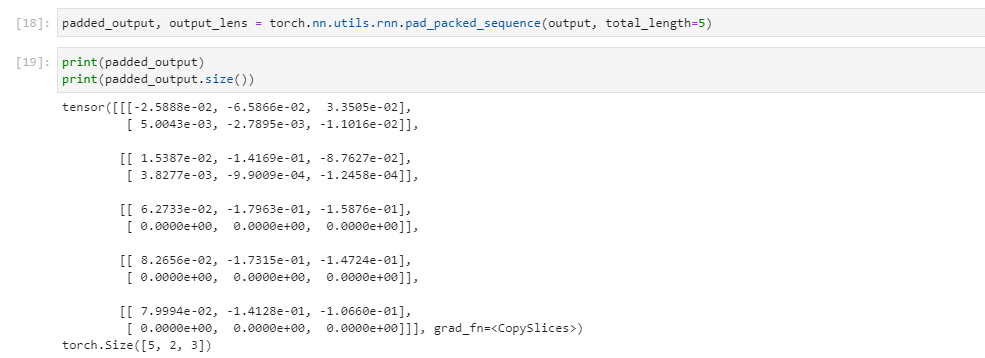 [18]: padded_output, output_lens = torch.nn.utils.rnn.pad_packed_sequence(output, total_length=5)
[19]: print(padded_output)
print(padded_output.size())
tensor([[[-2.5888e-02, -6.5866e-02,  3.3505e-02],
         [ 5.0043e-03, -2.7895e-03, -1.1016e-02]],
        [[ 1.5387e-02, -1.4169e-01, -8.7627e-02],
         [ 3.8277e-03, -9.9009e-04, -1.2458e-04]],
        [[ 6.2733e-02, -1.7963e-01, -1.5876e-01],
         [ 0.0000e+00,  0.0000e+00,  0.0000e+00]],
        [[ 8.2656e-02, -1.7315e-01, -1.4724e-01],
         [ 0.0000e+00,  0.0000e+00,  0.0000e+00]],
        [[ 7.9994e-02, -1.4128e-01, -1.0660e-01],
         [ 0.0000e+00,  0.0000e+00,  0.0000e+00]]], grad_fn=<CopySlices>)
torch.Size([5, 2, 3])